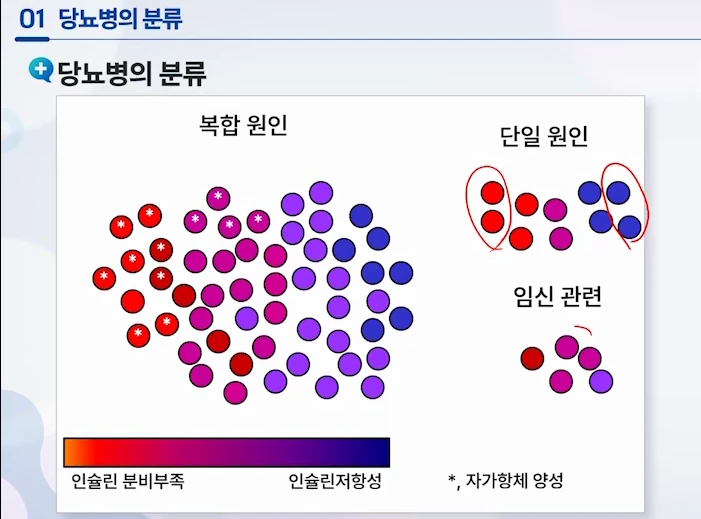 01 당뇨병의 분류
당뇨병의 분류
복합 원인
단일 원인
임신 관련
* * * * * * * * * * * *
인슐린 분비부족
인슐린저항성
*, 자가항체 양성